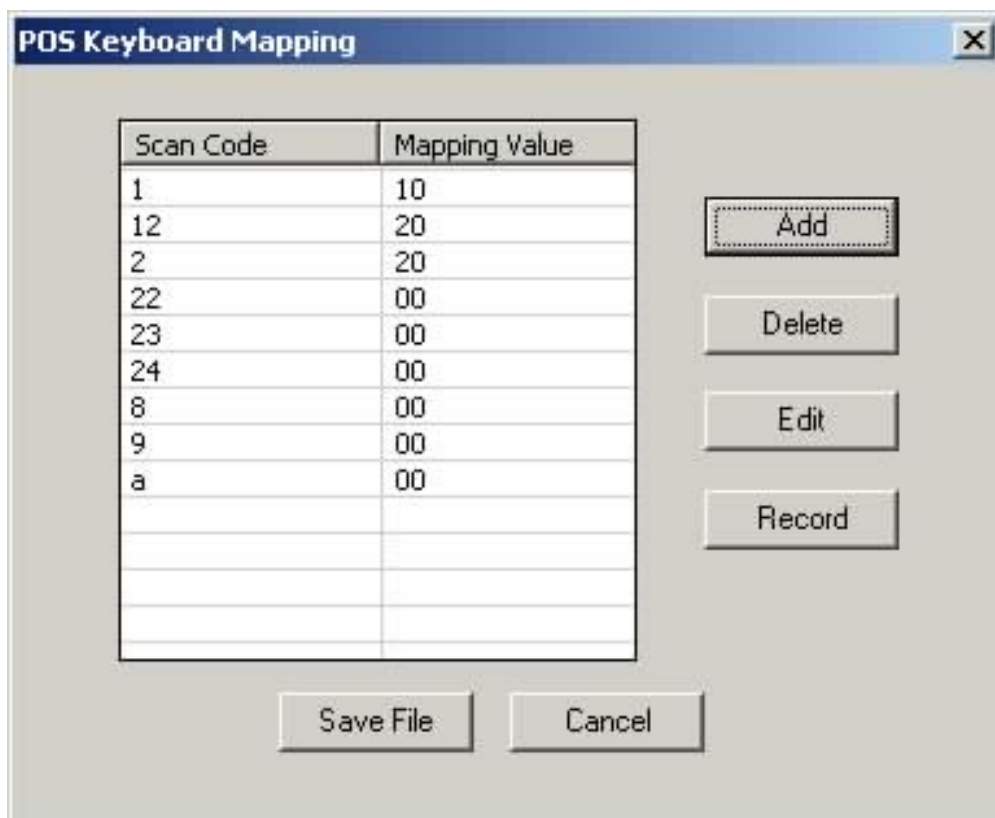 POS Keyboard Mapping
Scan Code Mapping Value
1 10
12 20
2 20
22 00
23 00
24 00
8 00
9 00
a 00
Add
Delete
Edit
Record
Save File Cancel